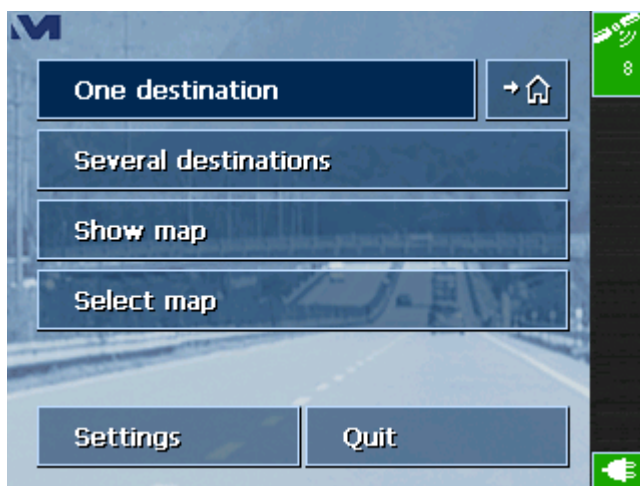 One destination
8
Several destinations
Show map
Select map
Settings
Quit